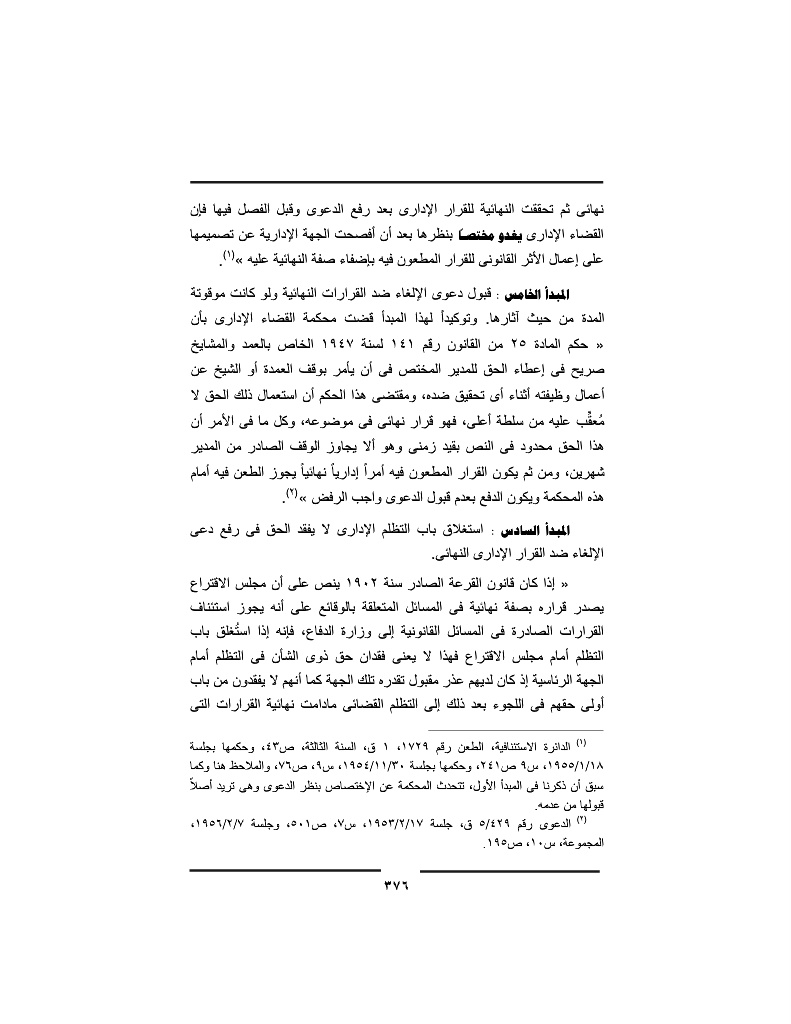 نهائى ثم تحققت النهائية للقرار الإدارى بعد رفع الدعوى وقبل الفصل فيها فإن
القضاء الإدارى يغدو مختصاً بنظرها بعد أن أفصحت الجهة الإدارية عن تصميمها
على إعمال الأثر القانونى للقرار المطعون فيه بإضفاء صفة النهائية عليه »(١).
المبدأ الخامس : قبول دعوى الإلغاء ضد القرارات النهائية ولو كانت موقوتة
المدة من حيث آثارها. وتوكيداً لهذا المبدأ قضت محكمة القضاء الإدارى بأن
« حكم المادة ٢٥ من القانون رقم ١٤١ لسنة ١٩٤٧ الخاص بالعمد والمشايخ
صريح فى إعطاء الحق للمدير المختص فى أن يأمر بوقف العمدة أو الشيخ عن
أعمال وظيفته أثناء أى تحقيق ضده، ومقتضى هذا الحكم أن استعمال ذلك الحق لا
مُعقِّب عليه من سلطة أعلى، فهو قرار نهائى فى موضوعه، وكل ما فى الأمر أن
هذا الحق محدود فى النص بقيد زمنى وهو ألا يجاوز الوقف الصادر من المدير
شهرين، ومن ثم يكون القرار المطعون فيه أمراً إدارياً نهائياً يجوز الطعن فيه أمام
هذه المحكمة ويكون الدفع بعدم قبول الدعوى واجب الرفض »(٢).
المبدأ السادس : استغلاق باب التظلم الإدارى لا يفقد الحق فى رفع دعى
الإلغاء ضد القرار الإدارى النهائى.
« إذا كان قانون القرعة الصادر سنة ١٩٠٢ ينص على أن مجلس الاقتراع
يصدر قراره بصفة نهائية فى المسائل المتعلقة بالوقائع على أنه يجوز استئناف
القرارات الصادرة فى المسائل القانونية إلى وزارة الدفاع، فإنه إذا استُغلق باب
التظلم أمام مجلس الاقتراع فهذا لا يعنى فقدان حق ذوى الشأن فى التظلم أمام
الجهة الرئاسية إذ كان لديهم عذر مقبول تقدره تلك الجهة كما أنهم لا يفقدون من باب
أولى حقهم فى اللجوء بعد ذلك إلى التظلم القضائى مادامت نهائية القرارات التى
(١) الدائرة الاستئنافية، الطعن رقم ١٧٢٩، ١ ق، السنة الثالثة، ص٤٣، وحكمها بجلسة
١٩٥٥/١/١٨، س٩ ص٢٤١، وحكمها بجلسة ١٩٥٤/١١/٣٠، س٩، ص٧٦، والملاحظ هنا وكما
سبق أن ذكرنا فى المبدأ الأول، تتحدث المحكمة عن الإختصاص بنظر الدعوى وهى تريد أصلاً
قبولها من عدمه.
(٢) الدعوى رقم ٥/٤٢٩ ق، جلسة ١٩٥٣/٢/١٧، س٧، ص٥٠١، وجلسة ١٩٥٦/٢/٧،
المجموعة، س١٠، ص١٩٥.
٣٧٦